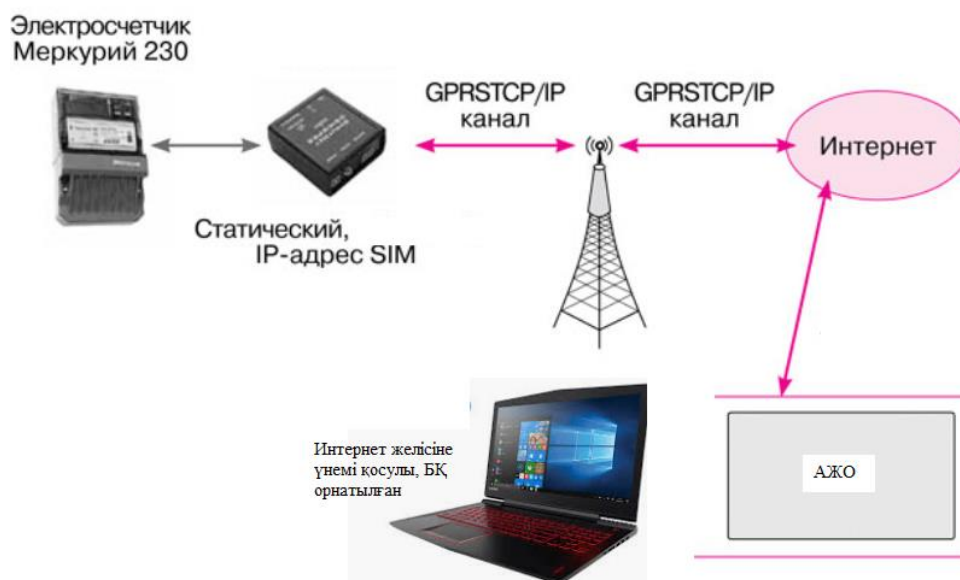 Электросчетчик
Меркурий 230
GPRSTCP/IP
канал
GPRSTCP/IP
канал
Интернет
Статический,
IP-адрес SIM
Интернет желісіне
үнемі қосулы, БҚ
орнатылған
АЖО